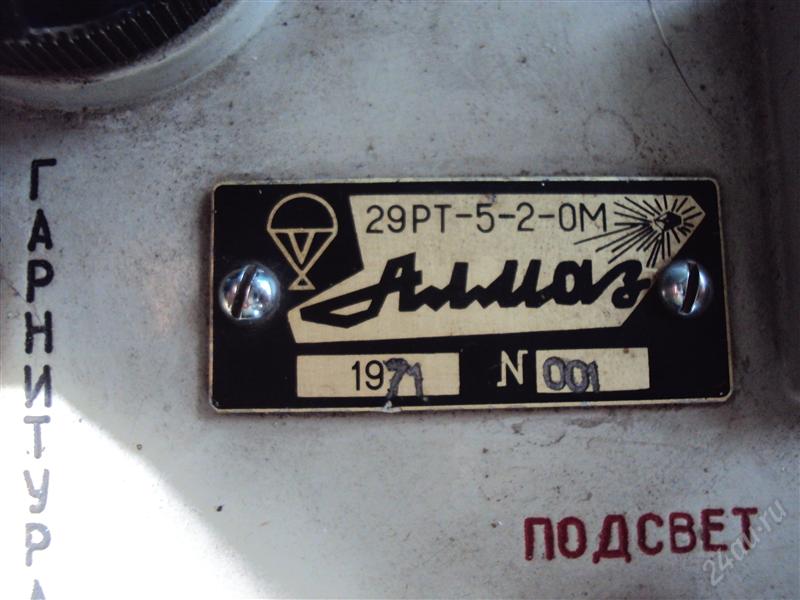 ГАРНИТУРА
29РТ-5-2-ОМ
Алмаз
1971 N 001
ПОДСВЕТ
24au.ru